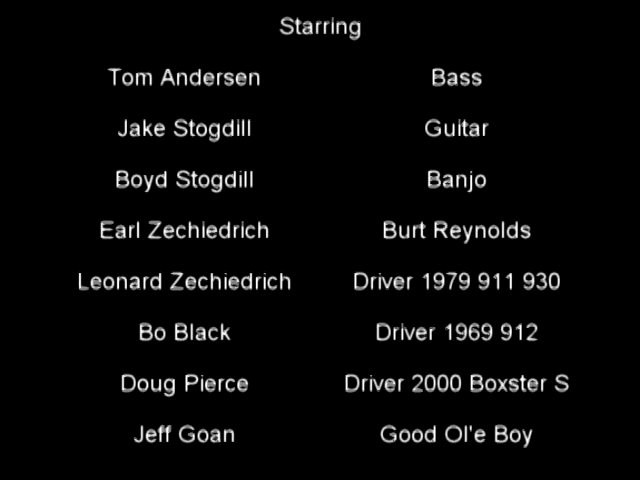 Starring
Tom Andersen Bass
Jake Stogdill Guitar
Boyd Stogdill Banjo
Earl Zechiedrich Burt Reynolds
Leonard Zechiedrich Driver 1979 911 930
Bo Black Driver 1969 912
Doug Pierce Driver 2000 Boxster S
Jeff Goan Good Ol'e Boy